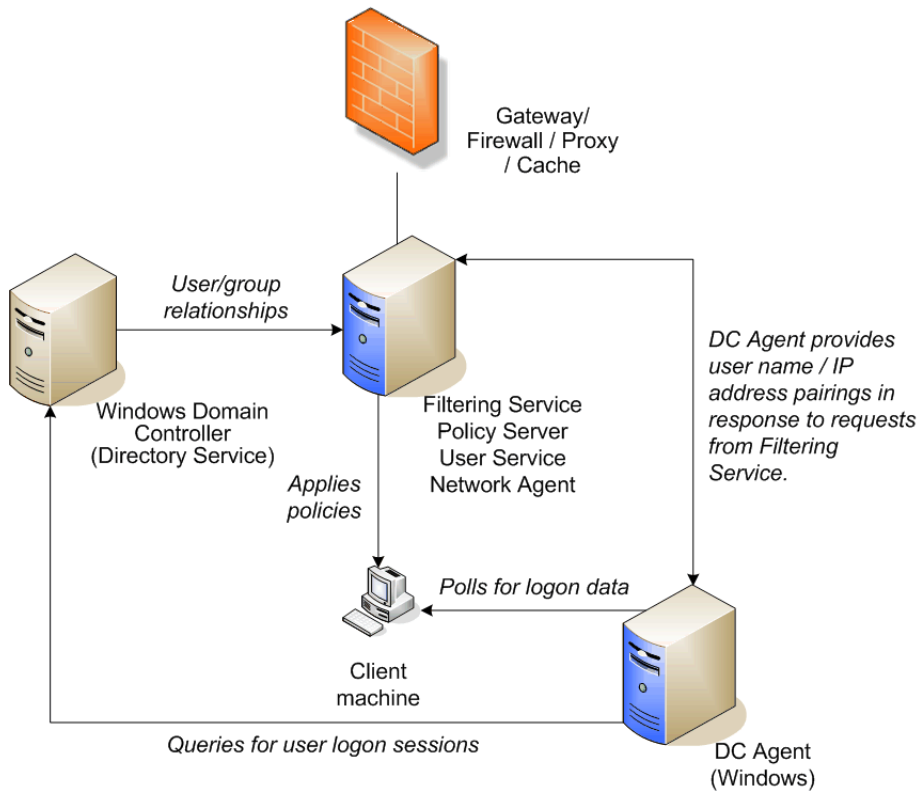 Gateway/
Firewall / Proxy
/ Cache
User/group
relationships
DC Agent provides
user name / IP
address pairings in
response to requests
from Filtering
Service.
Windows Domain
Controller
(Directory Service)
Filtering Service
Policy Server
User Service
Network Agent
Applies
policies
Polls for logon data
Client
machine
Queries for user logon sessions
DC Agent
(Windows)